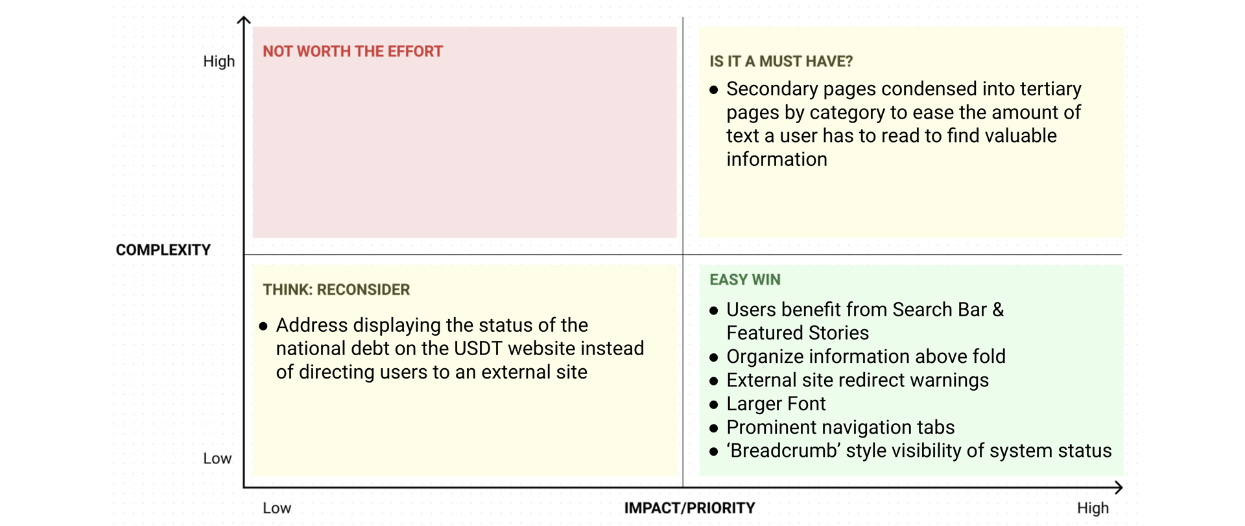 High
NOT WORTH THE EFFORT
IS IT A MUST HAVE?
● Secondary pages condensed into tertiary
pages by category to ease the amount of
text a user has to read to find valuable
information
COMPLEXITY
THINK: RECONSIDER
● Address displaying the status of the
national debt on the USDT website instead
of directing users to an external site
EASY WIN
● Users benefit from Search Bar &
Featured Stories
● Organize information above fold
● External site redirect warnings
● Larger Font
● Prominent navigation tabs
● ‘Breadcrumb’ style visibility of system status
Low
Low
IMPACT/PRIORITY
High